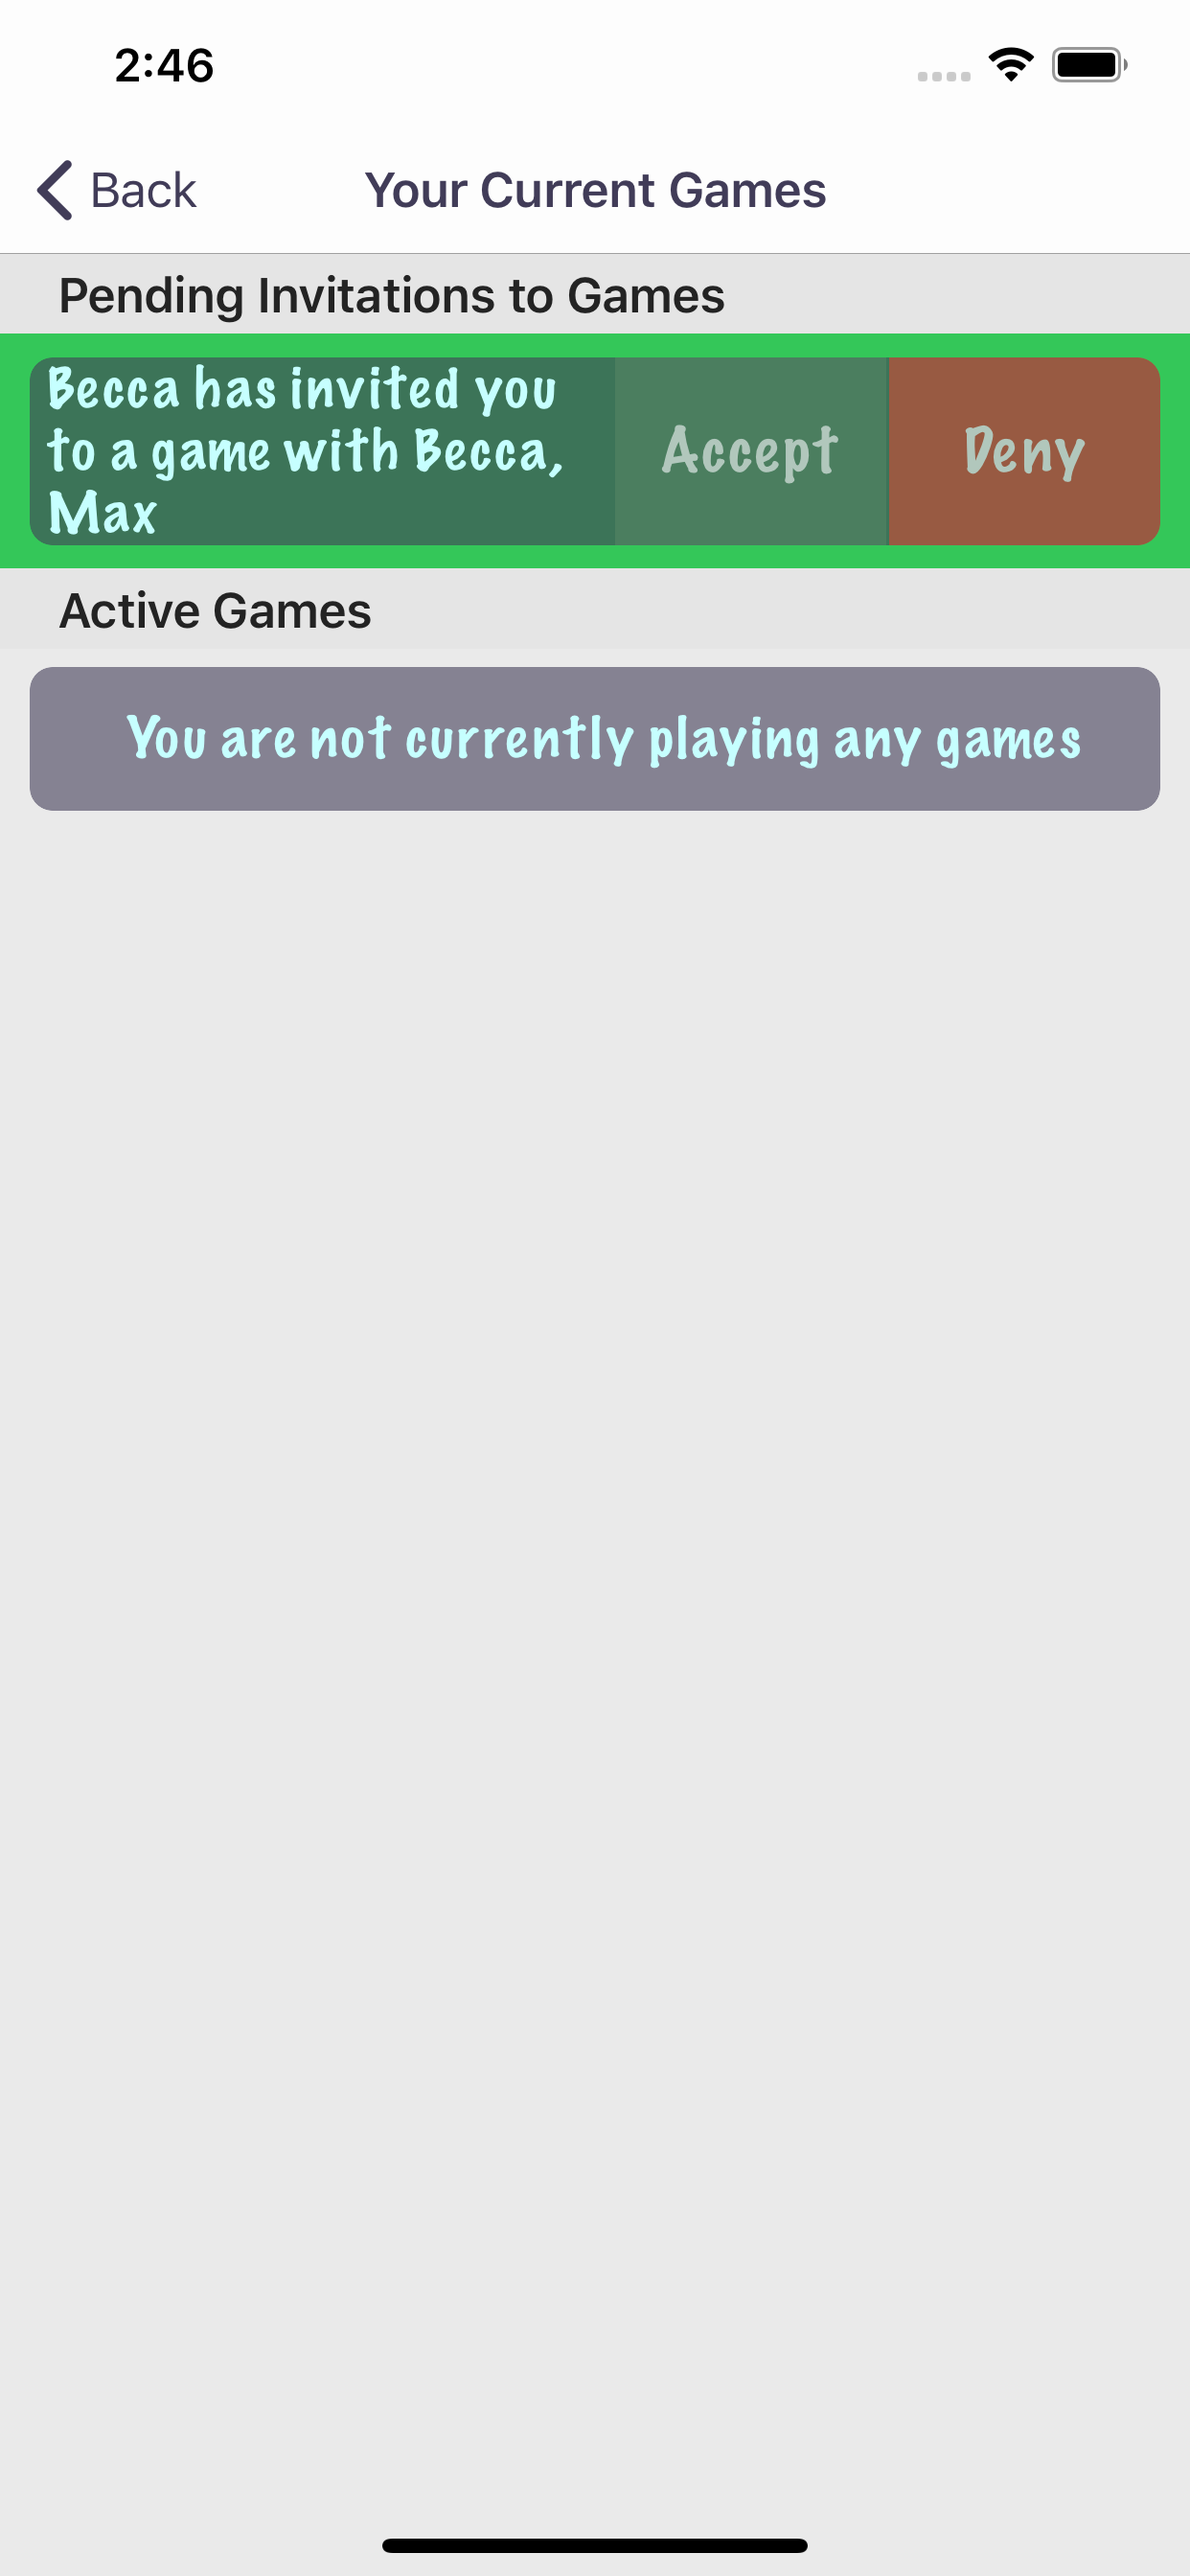 2:46
Back
Your Current Games
Pending Invitations to Games
Becca has invited you
to a game with Becca,
Max
Accept
Deny
Active Games
You are not currently playing any games